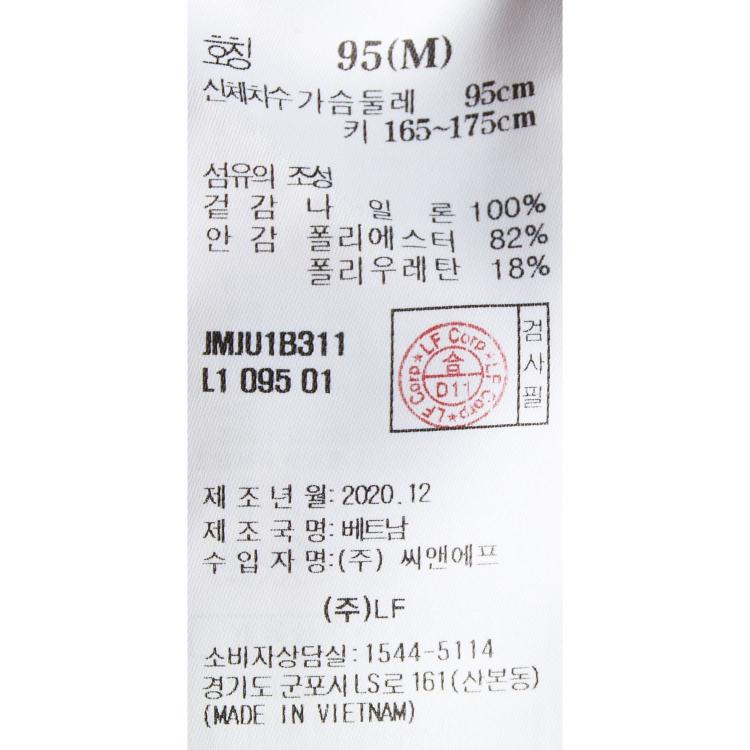 호칭 95(M)
신체치수 가슴둘레 95cm
키 165~175cm
섬유의 조성
겉감 나일론 100%
안감 폴리에스터 82%
폴리우레탄 18%
JMJU1B311
L1 095 01
LF Corp ★ LF Corp ★ LF Corp ★
合
D11
검사필
제조년월: 2020.12
제조국명: 베트남
수입자명: (주) 씨앤에프
(주)LF
소비자상담실: 1544-5114
경기도 군포시 LS로 161(산본동)
(MADE IN VIETNAM)